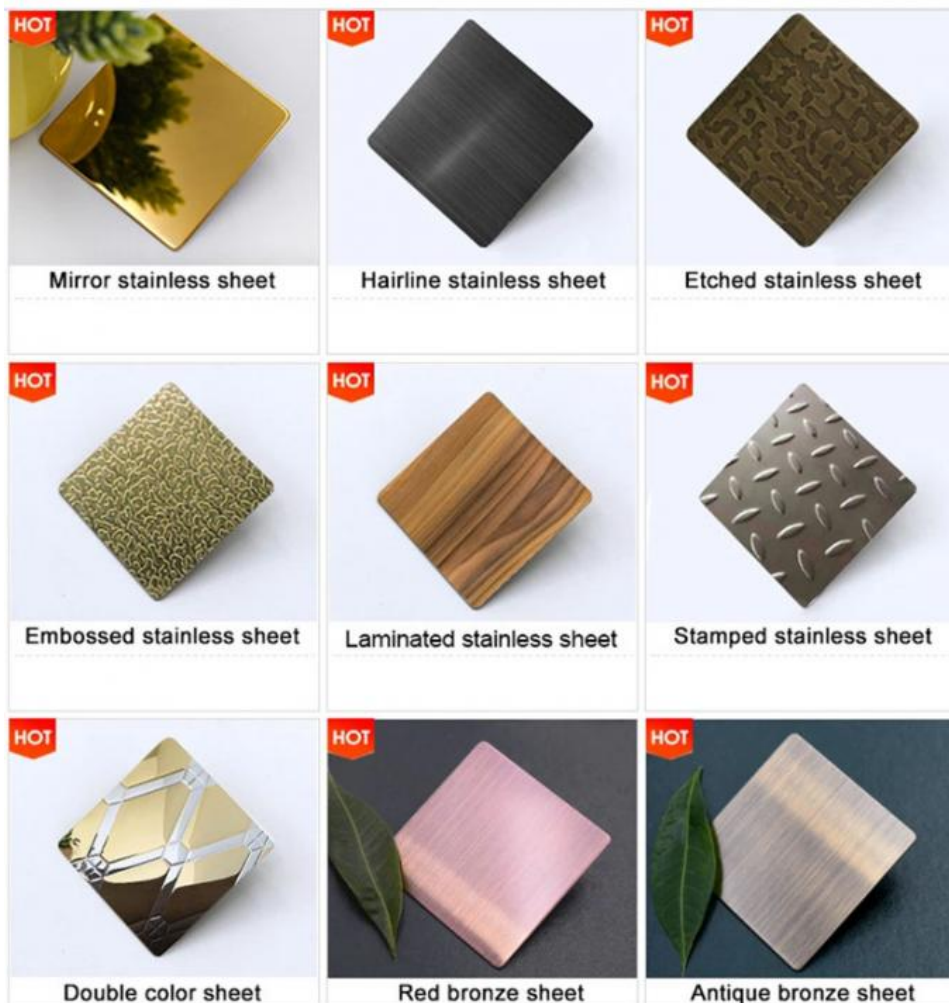 HOT
HOT
HOT
Mirror stainless sheet
Hairline stainless sheet
Etched stainless sheet
HOT
HOT
HOT
Embossed stainless sheet
Laminated stainless sheet
Stamped stainless sheet
HOT
HOT
HOT
Double color sheet
Red bronze sheet
Antique bronze sheet